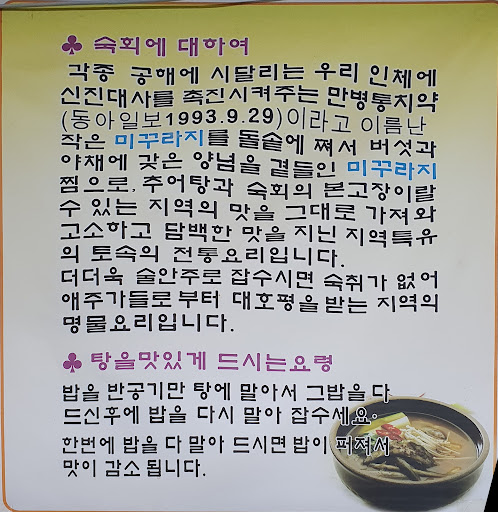 ♣ 숙회에 대하여
각종 공해에 시달리는 우리 인체에
신진대사를 촉진시켜주는 만병통치약
(동아일보1993.9.29)이라고 이름난
작은 미꾸라지를 돌솥에 쪄서 버섯과
야채에 갖은 양념을 곁들인 미꾸라지
찜으로, 추어탕과 숙회의 본고장이랄
수 있는 지역의 맛을 그대로 가져와
고소하고 담백한 맛을 지닌 지역특유
의 토속의 전통요리입니다.
더더욱 술안주로 잡수시면 숙취가 없어
애주가들로부터 대호평을받는 지역의
명물요리입니다.
♣ 탕을맛있게 드시는요령
밥을 반공기만 탕에 말아서 그밥을 다
드신후에 밥을 다시 말아 잡수세요.
한번에 밥을 다 말아 드시면 밥이 퍼져서
맛이 감소 됩니다.